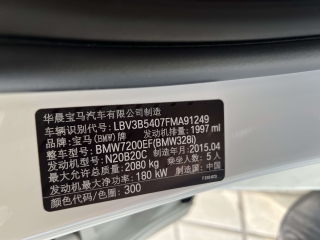 华晨宝马汽车有限公司制造
车辆识别代号:LBV3B5407FMA91249
品牌:宝马(BMW)牌
发动机排量:1997 ml
整车型号:BMW7200EF(BMW328i)
发动机型号:N20B20C 制造年月:2015.04
最大允许总质量:2080 kg 乘坐人数:5人
发动机最大净功率:180 kW 制造国:中国
颜色代码/色圈:300